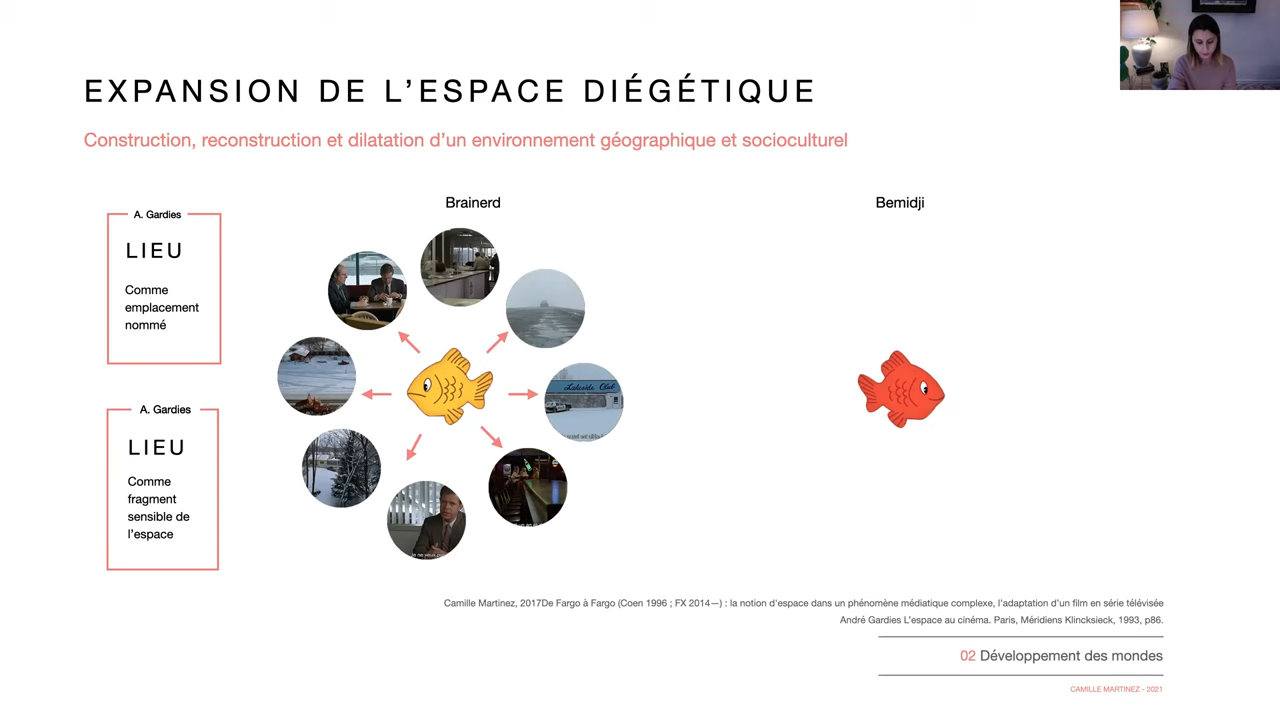 EXPANSION DE L'ESPACE DIÉGÉTIQUE
Construction, reconstruction et dilatation d'un environnement géographique et socioculturel
Brainerd
Bemidji
A. Gardies
LIEU
Comme
emplacement
nommé
A. Gardies
LIEU
Comme
fragment
sensible de
l'espace
Lakeside Club
Je ne veux
Camille Martinez, 2017De Fargo à Fargo (Coen 1996 ; FX 2014—) : la notion d'espace dans un phénomène médiatique complexe, l'adaptation d'un film en série télévisée
André Gardies L'espace au cinéma. Paris, Méridiens Klincksieck, 1993, p86.
02 Développement des mondes
CAMILLE MARTINEZ - 2021